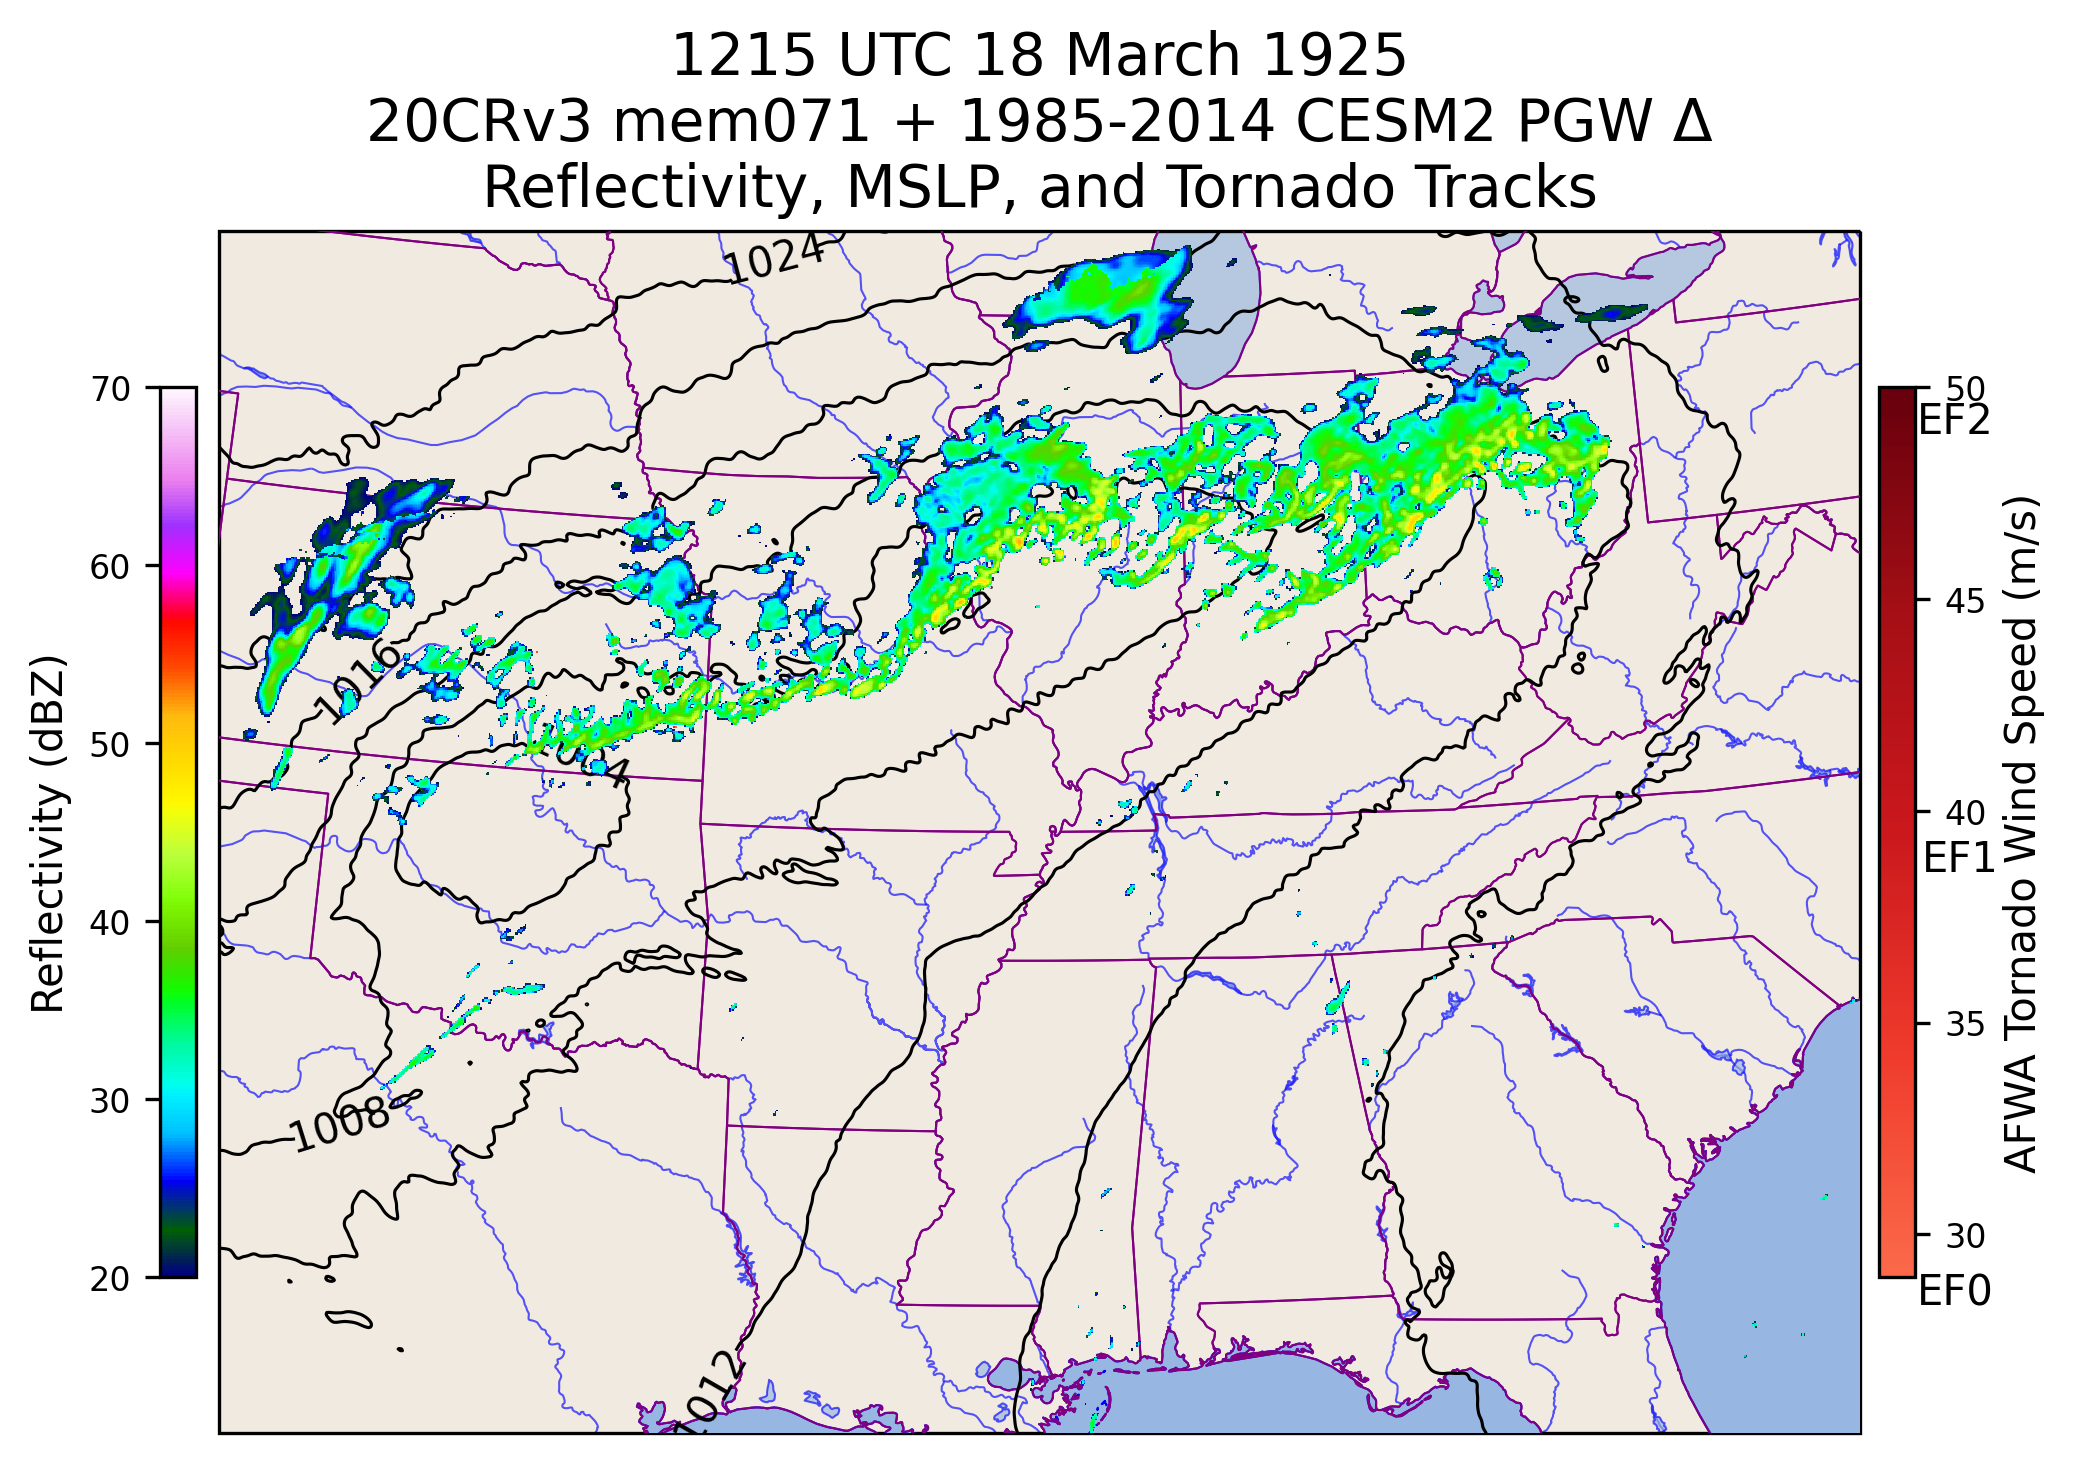 1215 UTC 18 March 1925
20CRv3 mem071 + 1985-2014 CESM2 PGW Δ
Reflectivity, MSLP, and Tornado Tracks
1024
1016
1008
1012
70
60
50
40
30
20
Reflectivity (dBZ)
50
EF2
45
40
EF1
35
30
EF0
AFWA Tornado Wind Speed (m/s)